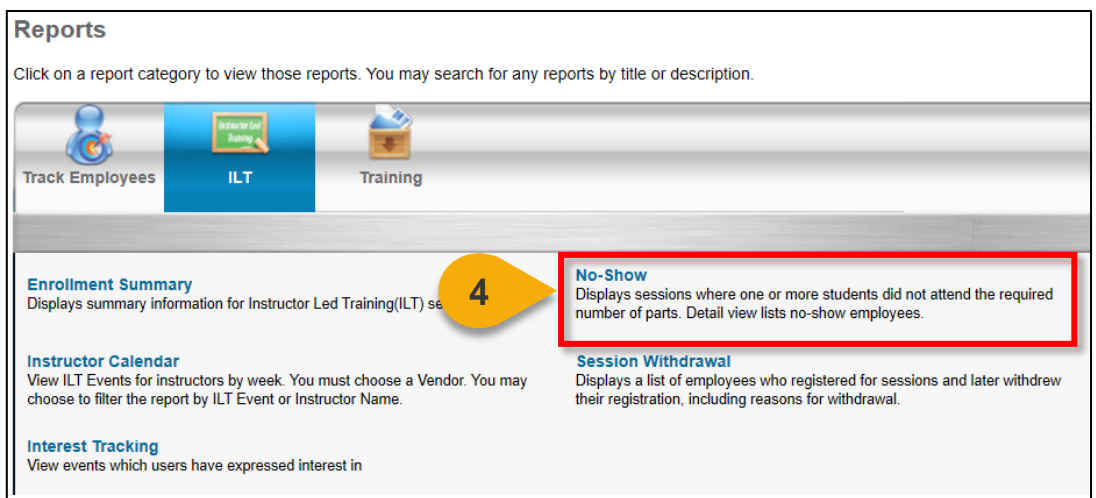 Reports
Click on a report category to view those reports. You may search for any reports by title or description.
Instructor Led
Training
Track Employees
ILT
Training
Enrollment Summary
Displays summary information for Instructor Led Training(ILT) se
4
No-Show
Displays sessions where one or more students did not attend the required
number of parts. Detail view lists no-show employees.
Instructor Calendar
View ILT Events for instructors by week. You must choose a Vendor. You may
choose to filter the report by ILT Event or Instructor Name.
Session Withdrawal
Displays a list of employees who registered for sessions and later withdrew
their registration, including reasons for withdrawal.
Interest Tracking
View events which users have expressed interest in